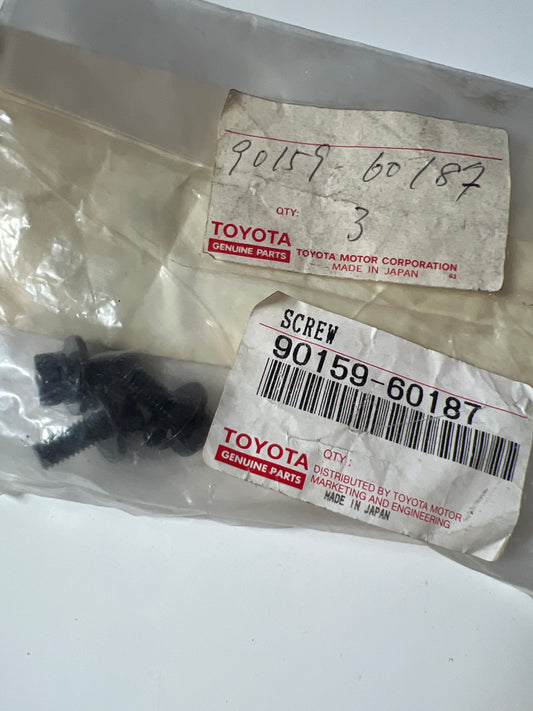 90159-60187
QTY: 3
TOYOTA
GENUINE PARTS
TOYOTA MOTOR CORPORATION
MADE IN JAPAN
63
SCREW
90159-60187
TOYOTA
GENUINE PARTS
QTY:
DISTRIBUTED BY TOYOTA MOTOR
MARKETING AND ENGINEERING
MADE IN JAPAN